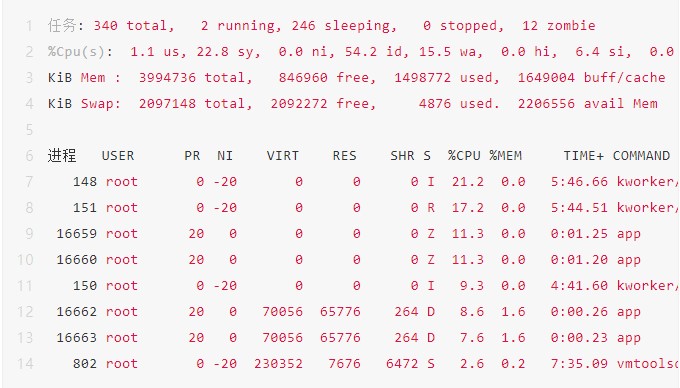 1 任务: 340 total, 2 running, 246 sleeping, 0 stopped, 12 zombie
2 %Cpu(s): 1.1 us, 22.8 sy, 0.0 ni, 54.2 id, 15.5 wa, 0.0 hi, 6.4 si, 0.0
3 KiB Mem : 3994736 total, 846960 free, 1498772 used, 1649004 buff/cache
4 KiB Swap: 2097148 total, 2092272 free, 4876 used. 2206556 avail Mem
5
6 进程 USER PR NI VIRT RES SHR S %CPU %MEM TIME+ COMMAND
7 148 root 0 -20 0 0 0 I 21.2 0.0 5:46.66 kworker/
8 151 root 0 -20 0 0 0 R 17.2 0.0 5:44.51 kworker/
9 16659 root 20 0 0 0 0 Z 11.3 0.0 0:01.25 app
10 16660 root 20 0 0 0 0 Z 11.3 0.0 0:01.20 app
11 150 root 0 -20 0 0 0 I 9.3 0.0 4:41.60 kworker/
12 16662 root 20 0 70056 65776 264 D 8.6 1.6 0:00.26 app
13 16663 root 20 0 70056 65776 264 D 7.6 1.6 0:00.23 app
14 802 root 0 -20 230352 7676 6472 S 2.6 0.2 7:35.09 vmtoolsd